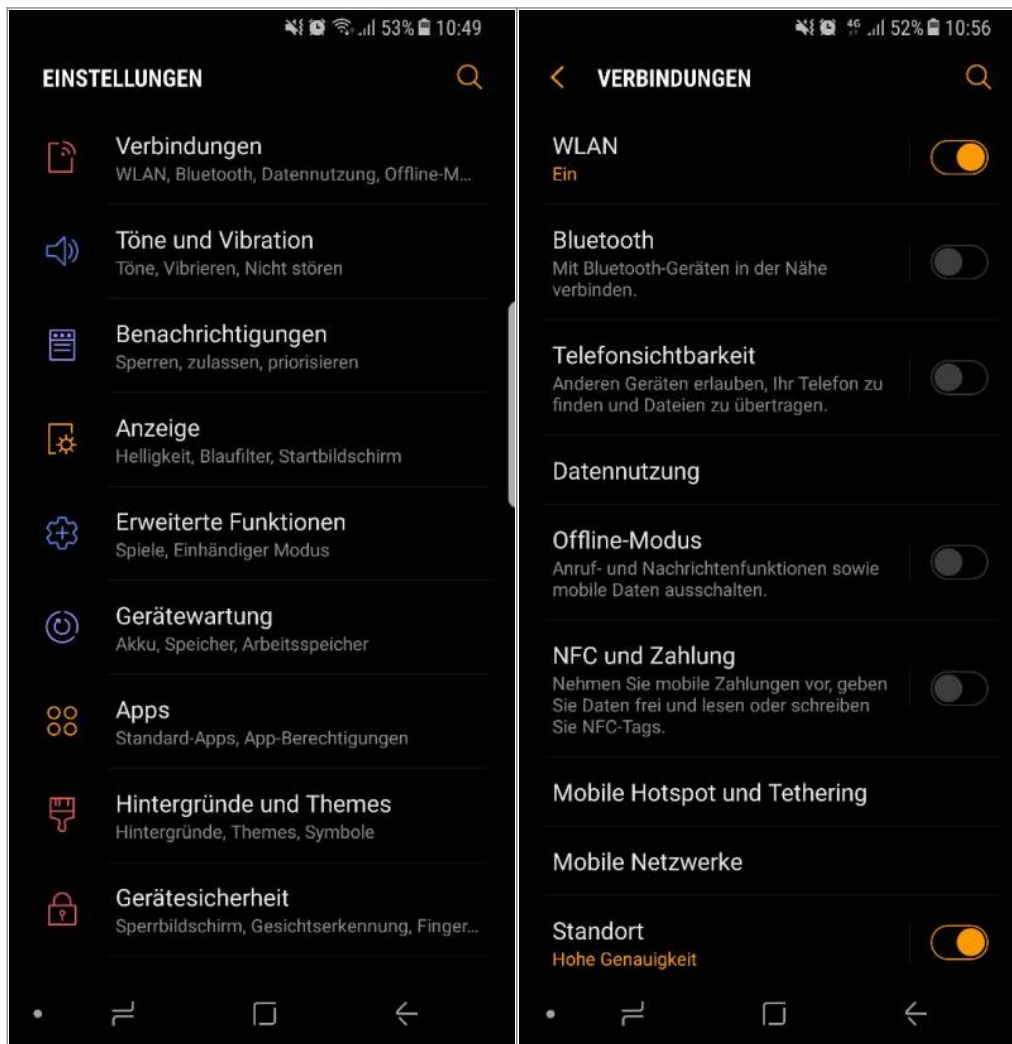 53% 10:49
EINSTELLUNGEN
Verbindungen
WLAN, Bluetooth, Datennutzung, Offline-M...
Töne und Vibration
Töne, Vibrieren, Nicht stören
Benachrichtigungen
Sperren, zulassen, priorisieren
Anzeige
Helligkeit, Blaufilter, Startbildschirm
Erweiterte Funktionen
Spiele, Einhändiger Modus
Gerätewartung
Akku, Speicher, Arbeitsspeicher
Apps
Standard-Apps, App-Berechtigungen
Hintergründe und Themes
Hintergründe, Themes, Symbole
Gerätesicherheit
Sperrbildschirm, Gesichtserkennung, Finger...
4G 52% 10:56
VERBINDUNGEN
WLAN
Ein
Bluetooth
Mit Bluetooth-Geräten in der Nähe
verbinden.
Telefonsichtbarkeit
Anderen Geräten erlauben, Ihr Telefon zu
finden und Dateien zu übertragen.
Datennutzung
Offline-Modus
Anruf- und Nachrichtenfunktionen sowie
mobile Daten ausschalten.
NFC und Zahlung
Nehmen Sie mobile Zahlungen vor, geben
Sie Daten frei und lesen oder schreiben
Sie NFC-Tags.
Mobile Hotspot und Tethering
Mobile Netzwerke
Standort
Hohe Genauigkeit